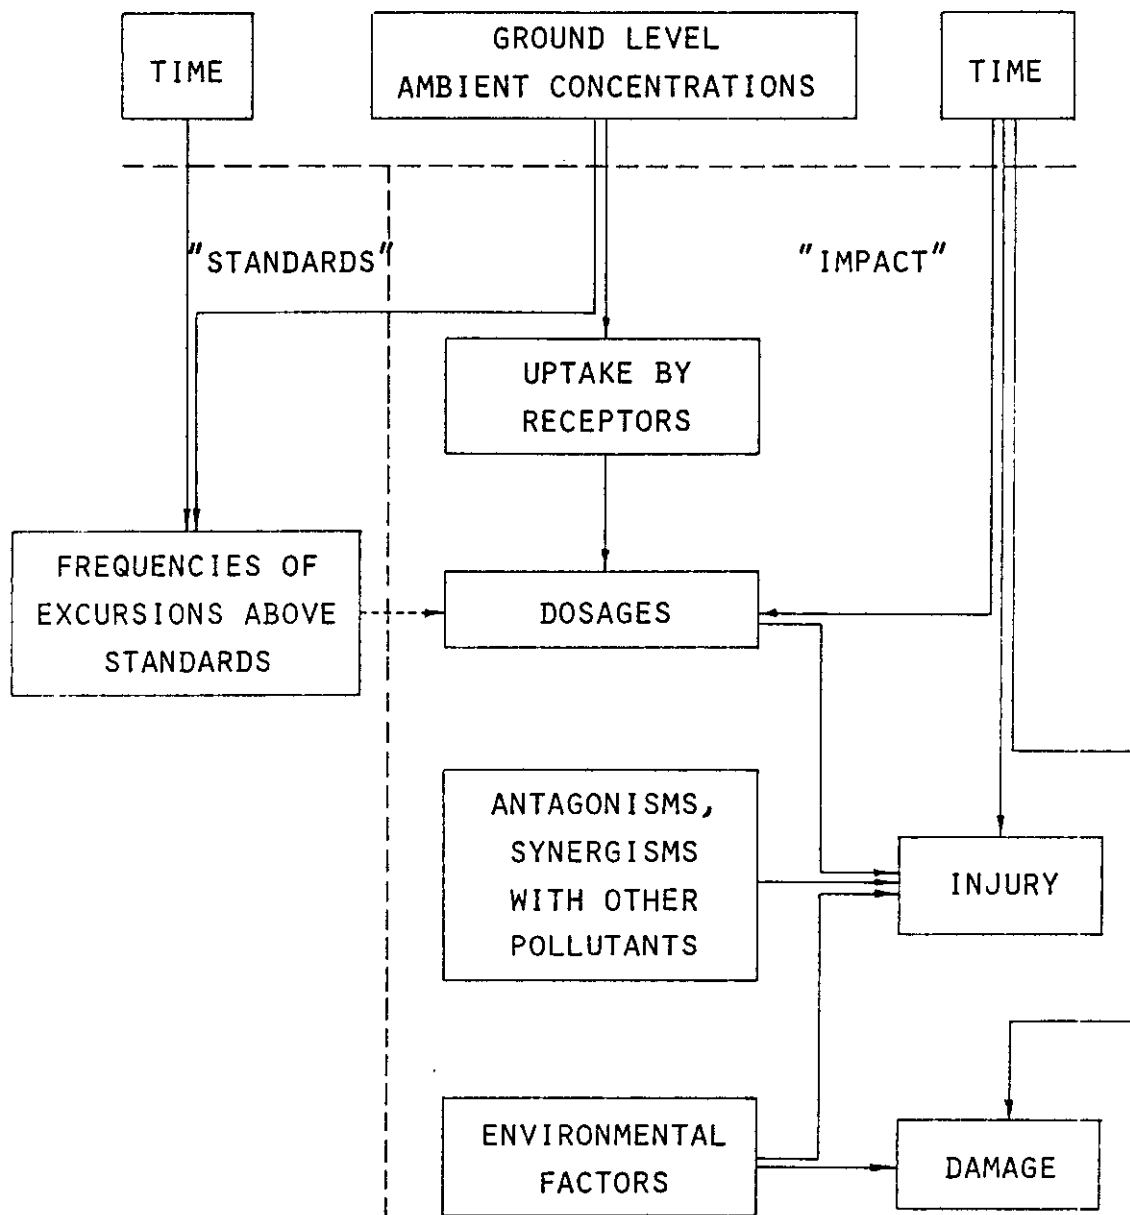 TIME
GROUND LEVEL
AMBIENT CONCENTRATIONS
TIME
"STANDARDS"
"IMPACT"
UPTAKE BY
RECEPTORS
FREQUENCIES OF
EXCURSIONS ABOVE
STANDARDS
DOSAGES
ANTAGONISMS,
SYNERGISMS
WITH OTHER
POLLUTANTS
INJURY
ENVIRONMENTAL
FACTORS
DAMAGE